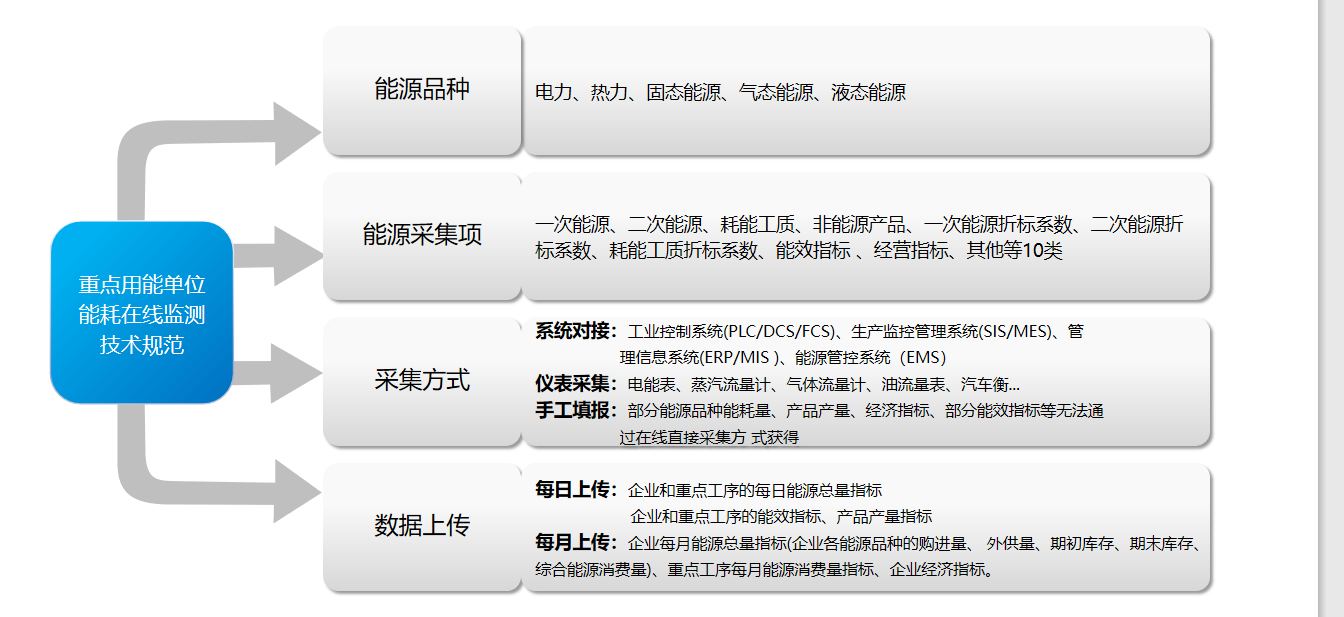 重点用能单位
能耗在线监测
技术规范
能源品种
电力、热力、固态能源、气态能源、液态能源
能源采集项
一次能源、二次能源、耗能工质、非能源产品、一次能源折标系数、二次能源折
标系数、耗能工质折标系数、能效指标 、经营指标、其他等10类
采集方式
系统对接：工业控制系统(PLC/DCS/FCS)、生产监控管理系统(SIS/MES)、管
理信息系统(ERP/MIS )、能源管控系统（EMS）
仪表采集：电能表、蒸汽流量计、气体流量计、油流量表、汽车衡...
手工填报：部分能源品种能耗量、产品产量、经济指标、部分能效指标等无法通
过在线直接采集方 式获得
数据上传
每日上传：企业和重点工序的每日能源总量指标
企业和重点工序的能效指标、产品产量指标
每月上传：企业每月能源总量指标(企业各能源品种的购进量、 外供量、期初库存、期末库存、
综合能源消费量)、重点工序每月能源消费量指标、企业经济指标。